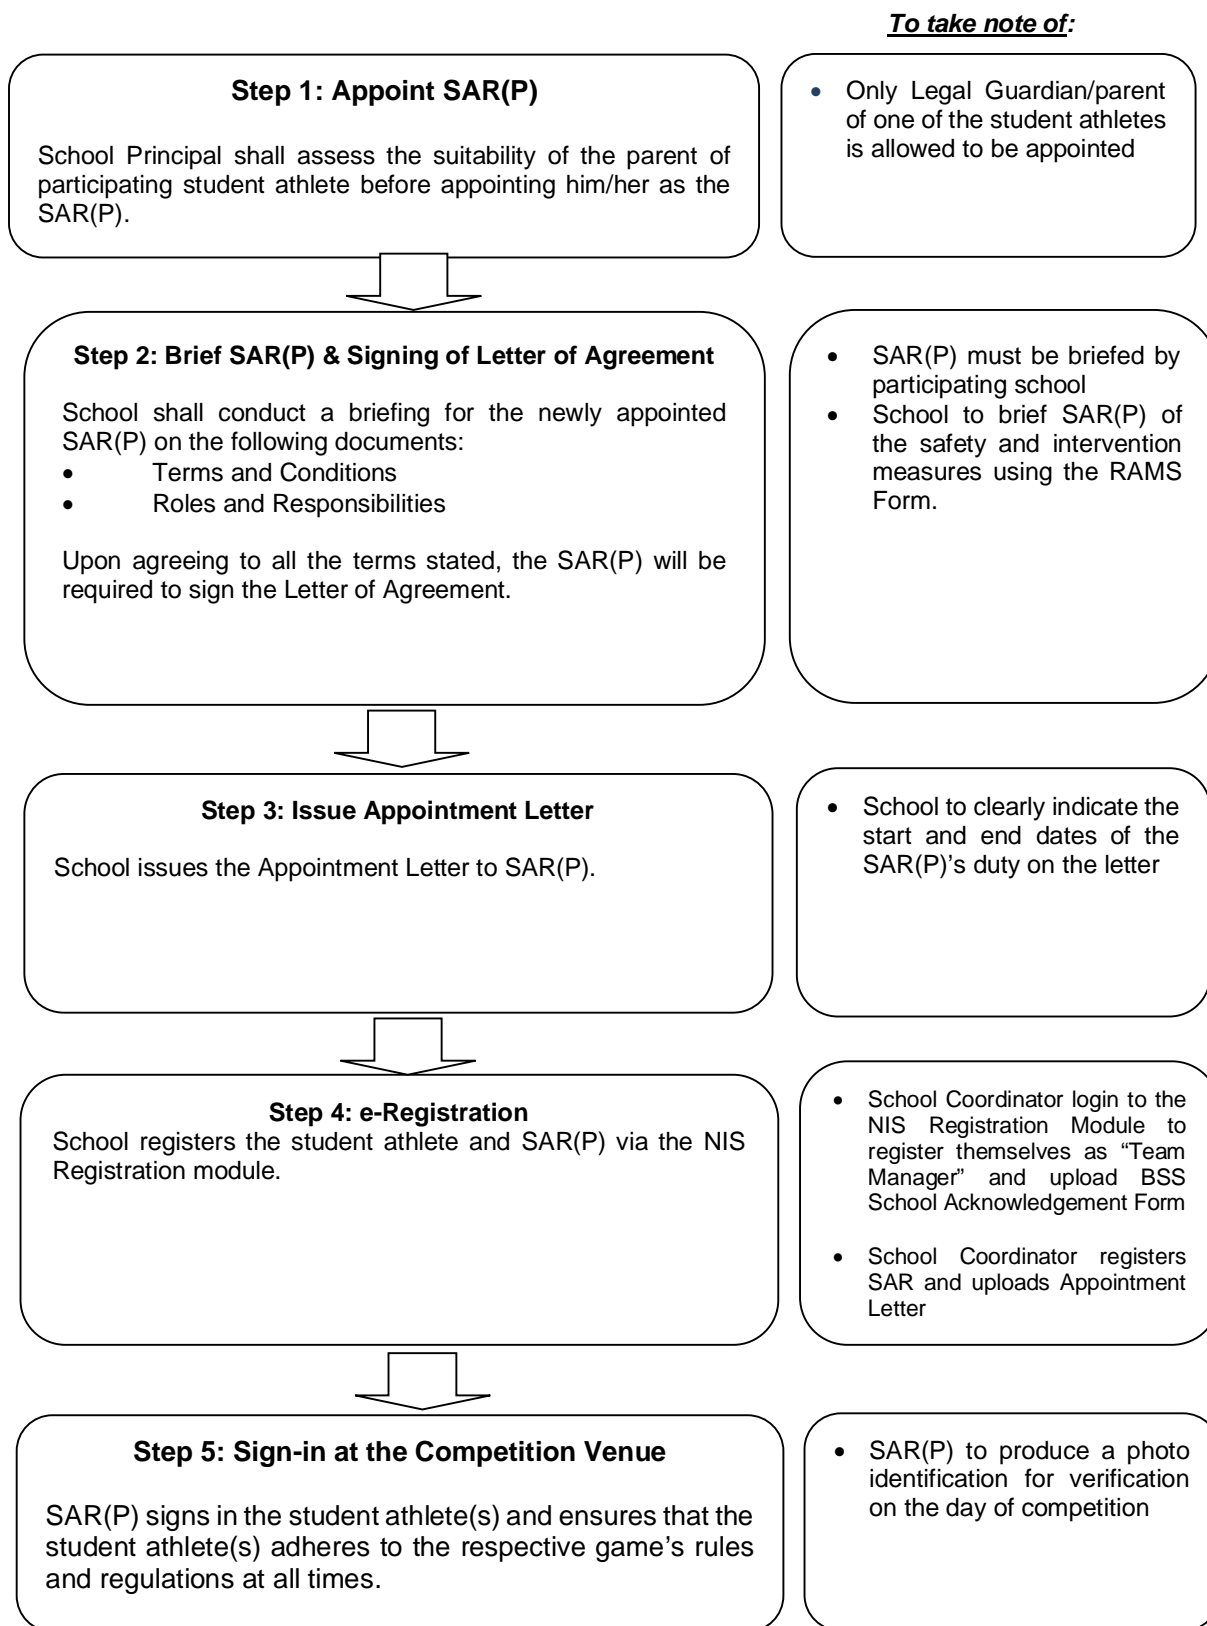 To take note of:
Step 1: Appoint SAR(P)
School Principal shall assess the suitability of the parent of
participating student athlete before appointing him/her as the
SAR(P).
• Only Legal Guardian/parent
of one of the student athletes
is allowed to be appointed
Step 2: Brief SAR(P) & Signing of Letter of Agreement
School shall conduct a briefing for the newly appointed
SAR(P) on the following documents:
• Terms and Conditions
• Roles and Responsibilities
Upon agreeing to all the terms stated, the SAR(P) will be
required to sign the Letter of Agreement.
• SAR(P) must be briefed by
participating school
• School to brief SAR(P) of
the safety and intervention
measures using the RAMS
Form.
Step 3: Issue Appointment Letter
School issues the Appointment Letter to SAR(P).
• School to clearly indicate the
start and end dates of the
SAR(P)’s duty on the letter
Step 4: e-Registration
School registers the student athlete and SAR(P) via the NIS
Registration module.
• School Coordinator login to the
NIS Registration Module to
register themselves as “Team
Manager” and upload BSS
School Acknowledgement Form
• School Coordinator registers
SAR and uploads Appointment
Letter
Step 5: Sign-in at the Competition Venue
SAR(P) signs in the student athlete(s) and ensures that the
student athlete(s) adheres to the respective game’s rules
and regulations at all times.
• SAR(P) to produce a photo
identification for verification
on the day of competition